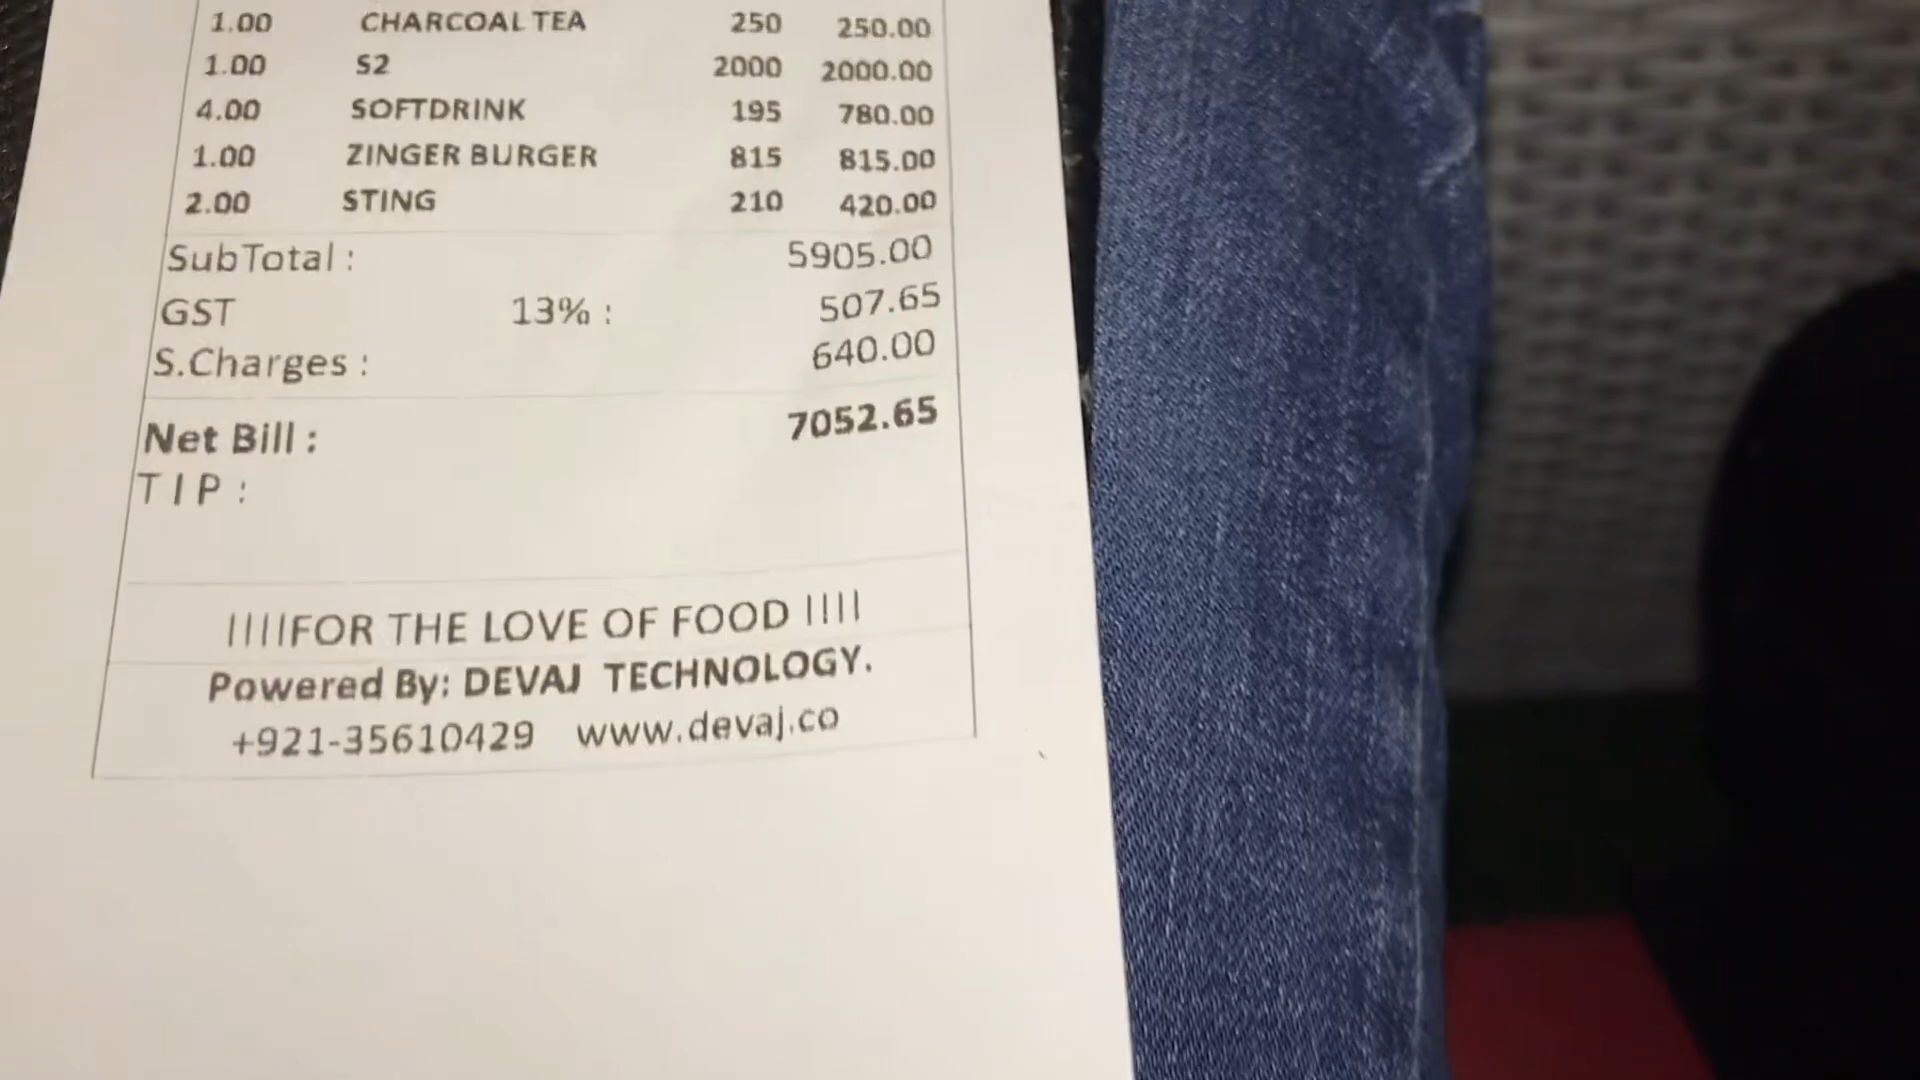 1.00 CHARCOAL TEA 250 250.00
1.00 S2 2000 2000.00
4.00 SOFTDRINK 195 780.00
1.00 ZINGER BURGER 815 815.00
2.00 STING 210 420.00
SubTotal : 5905.00
GST 13% : 507.65
S.Charges : 640.00
Net Bill : 7052.65
T I P :
||||FOR THE LOVE OF FOOD ||||
Powered By: DEVAJ TECHNOLOGY.
+921-35610429 www.devaj.co